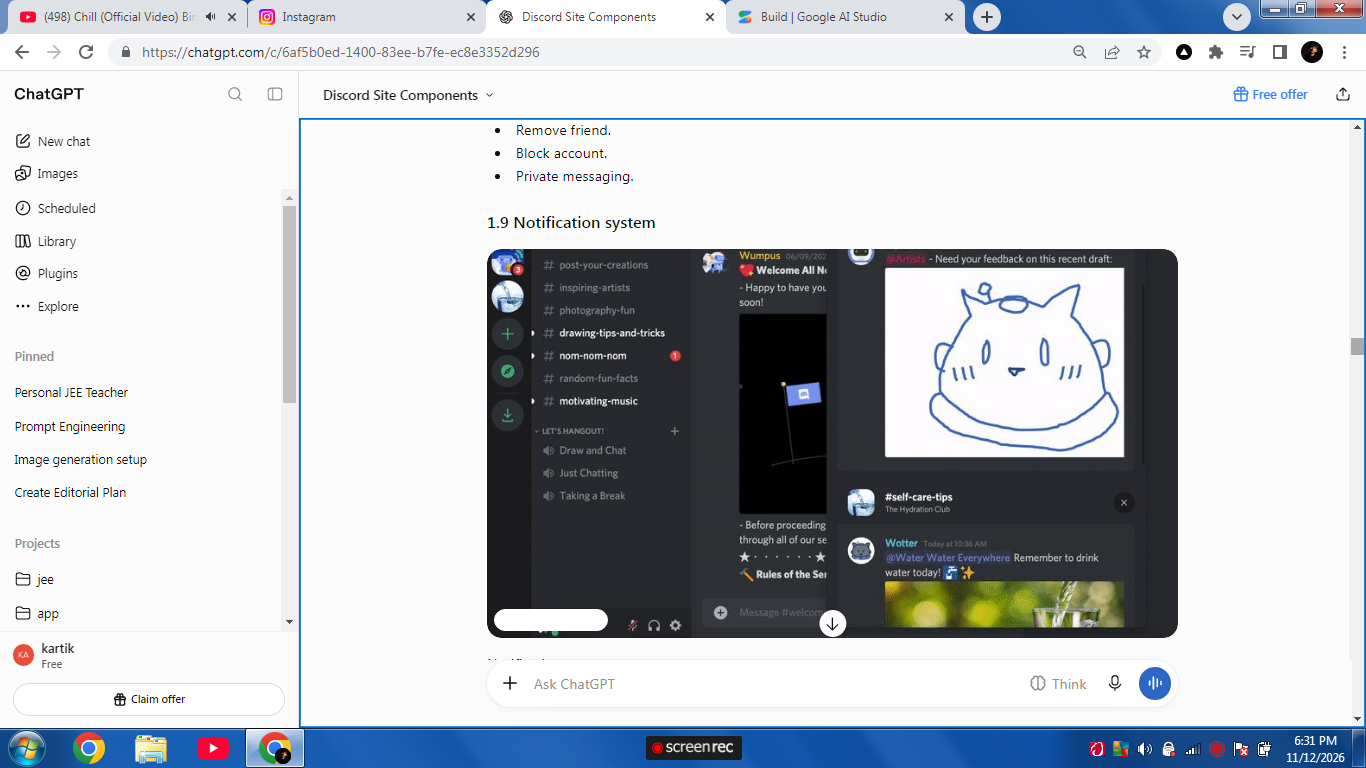 (498) Chill (Official Video) Bin
Instagram
Discord Site Components
Build | Google AI Studio
https://chatgpt.com/c/6af5b0ed-1400-83ee-b7fe-ec8e3352d296
ChatGPT
Discord Site Components
Free offer
New chat
Images
Scheduled
Library
Plugins
Explore
Pinned
Personal JEE Teacher
Prompt Engineering
Image generation setup
Create Editorial Plan
Projects
jee
app
KA
kartik
Free
Claim offer
Remove friend.
Block account.
Private messaging.
1.9 Notification system
3
# post-your-creations
# inspiring-artists
# photography-fun
# drawing-tips-and-tricks
# nom-nom-nom 1
# random-fun-facts
# motivating-music
LET'S HANGOUT!
Draw and Chat
Just Chatting
Taking a Break
Wumpus 06/09/202
💖 Welcome All N
- Happy to have you
soon!
- Before proceeding
through all of our se
★ · · · · · · ★
🔨 Rules of the Ser
Message #welcom
@Artists - Need your feedback on this recent draft:
#self-care-tips
The Hydration Club
Wotter Today at 10:36 AM
@Water Water Everywhere Remember to drink
water today! 🚰 ✨
Ask ChatGPT
Think
screenrec
6:31 PM
11/12/2026